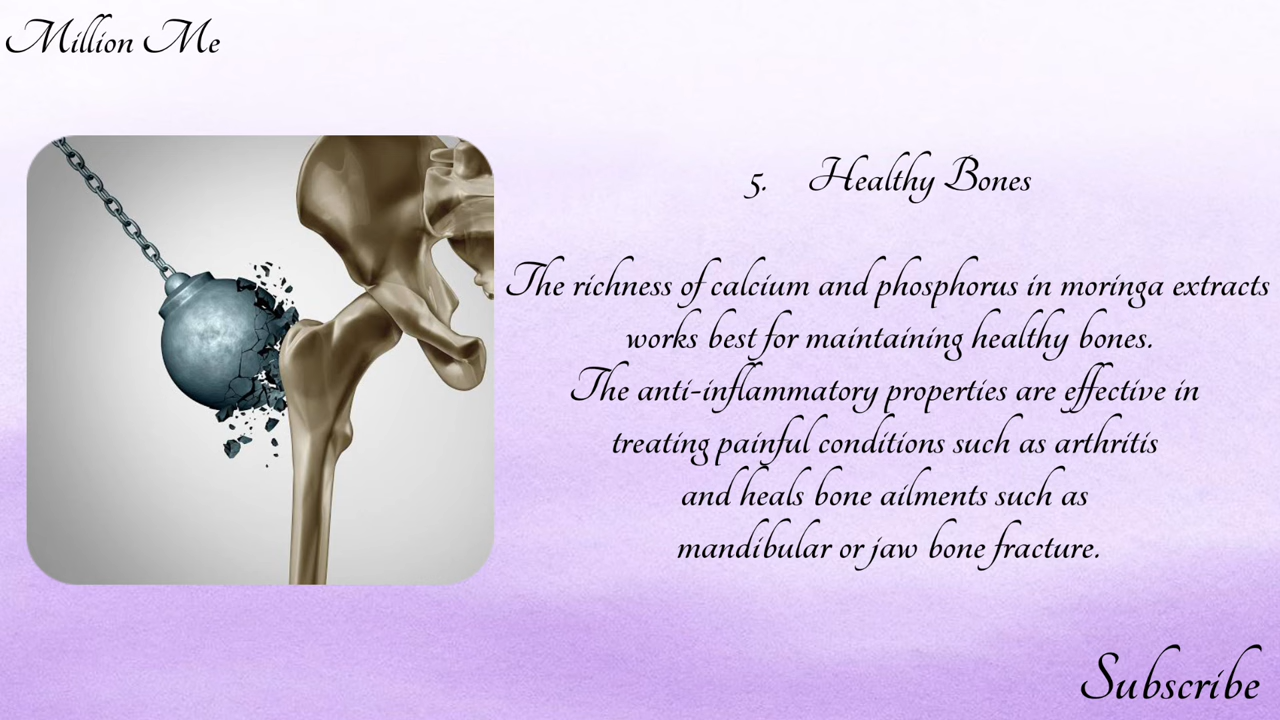 Million Me
5. Healthy Bones
The richness of calcium and phosphorus in moringa extracts
works best for maintaining healthy bones.
The anti-inflammatory properties are effective in
treating painful conditions such as arthritis
and heals bone ailments such as
mandibular or jaw bone fracture.
Subscribe